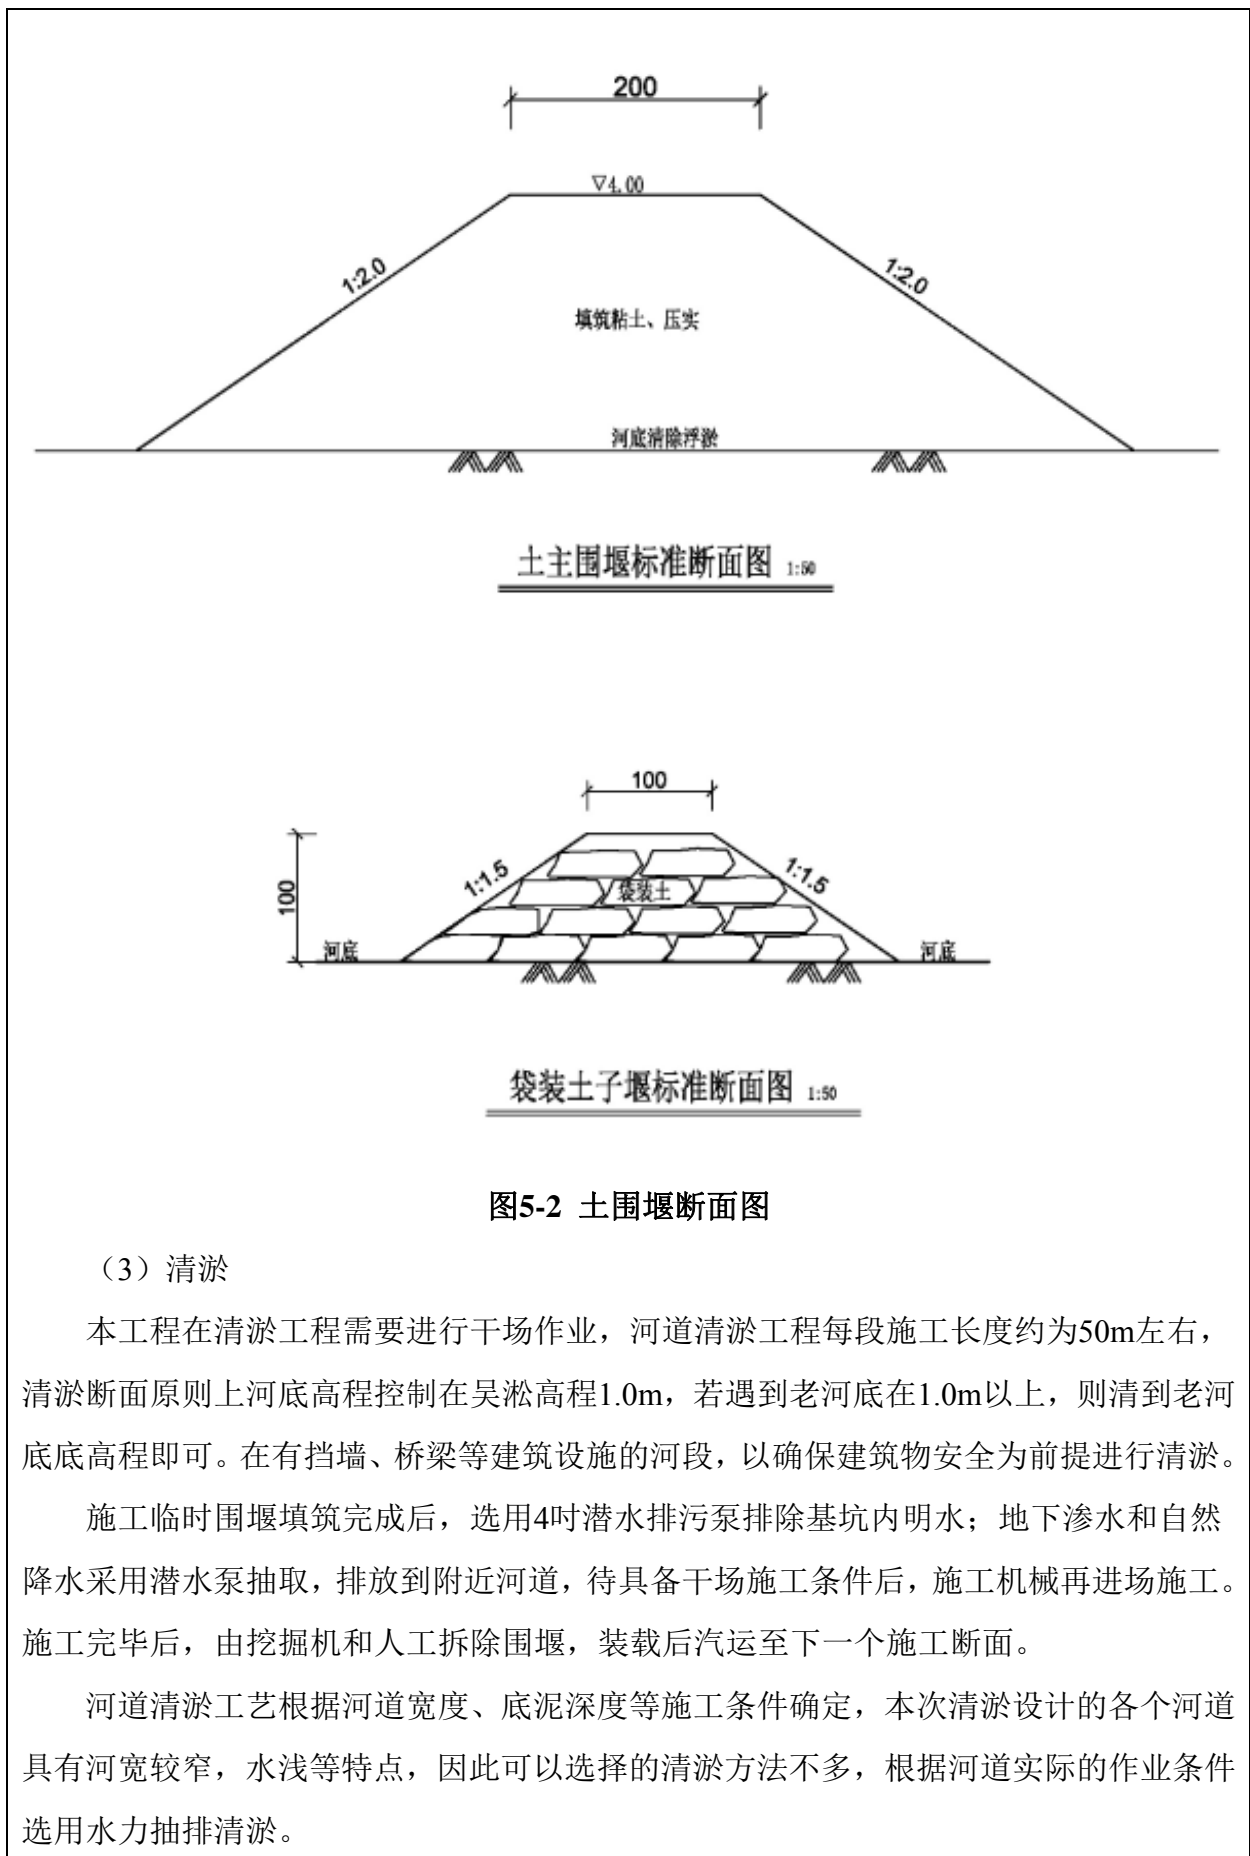 200
▽4.00
1:2.0
1:2.0
填筑粘土、压实
河底清除浮淤
土主围堰标准断面图 1:50
100
1:1.5
1:1.5
100
袋装土
河底
河底
袋装土子堰标准断面图 1:50
图5-2 土围堰断面图
（3）清淤
本工程在清淤工程需要进行干场作业，河道清淤工程每段施工长度约为50m左右，
清淤断面原则上河底高程控制在吴淞高程1.0m，若遇到老河底在1.0m以上，则清到老河
底底高程即可。在有挡墙、桥梁等建筑设施的河段，以确保建筑物安全为前提进行清淤。
施工临时围堰填筑完成后，选用4吋潜水排污泵排除基坑内明水；地下渗水和自然
降水采用潜水泵抽取，排放到附近河道，待具备干场施工条件后，施工机械再进场施工。
施工完毕后，由挖掘机和人工拆除围堰，装载后汽运至下一个施工断面。
河道清淤工艺根据河道宽度、底泥深度等施工条件确定，本次清淤设计的各个河道
具有河宽较窄，水浅等特点，因此可以选择的清淤方法不多，根据河道实际的作业条件
选用水力抽排清淤。